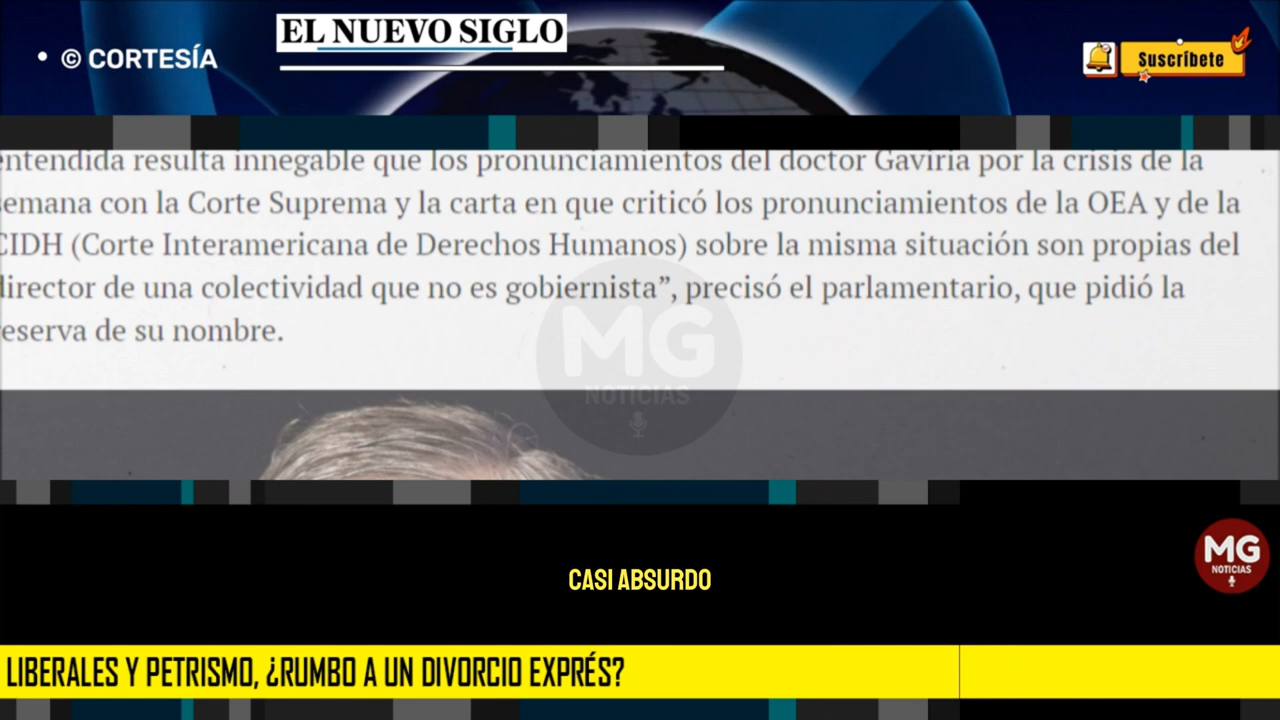 EL NUEVO SIGLO
• © CORTESÍA
Suscríbete
entendida resulta innegable que los pronunciamientos del doctor Gaviria por la crisis de la
semana con la Corte Suprema y la carta en que criticó los pronunciamientos de la OEA y de la
CIDH (Corte Interamericana de Derechos Humanos) sobre la misma situación son propias del
director de una colectividad que no es gobiernista”, precisó el parlamentario, que pidió la
reserva de su nombre.
MG
NOTICIAS
CASI ABSURDO
MG
NOTICIAS
LIBERALES Y PETRISMO, ¿RUMBO A UN DIVORCIO EXPRÉS?